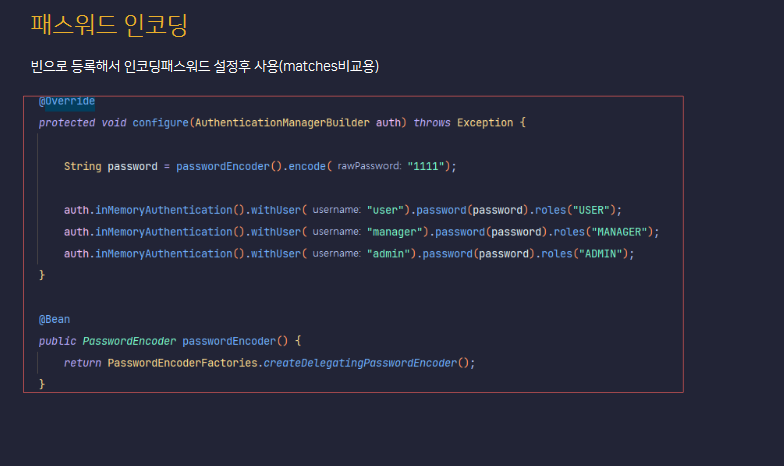 패스워드 인코딩
빈으로 등록해서 인코딩패스워드 설정후 사용(matches비교용)
@Override
protected void configure(AuthenticationManagerBuilder auth) throws Exception {
String password = passwordEncoder().encode( rawPassword: "1111");
auth.inMemoryAuthentication().withUser( username: "user").password(password).roles("USER");
auth.inMemoryAuthentication().withUser( username: "manager").password(password).roles("MANAGER");
auth.inMemoryAuthentication().withUser( username: "admin").password(password).roles("ADMIN");
}
@Bean
public PasswordEncoder passwordEncoder() {
return PasswordEncoderFactories.createDelegatingPasswordEncoder();
}